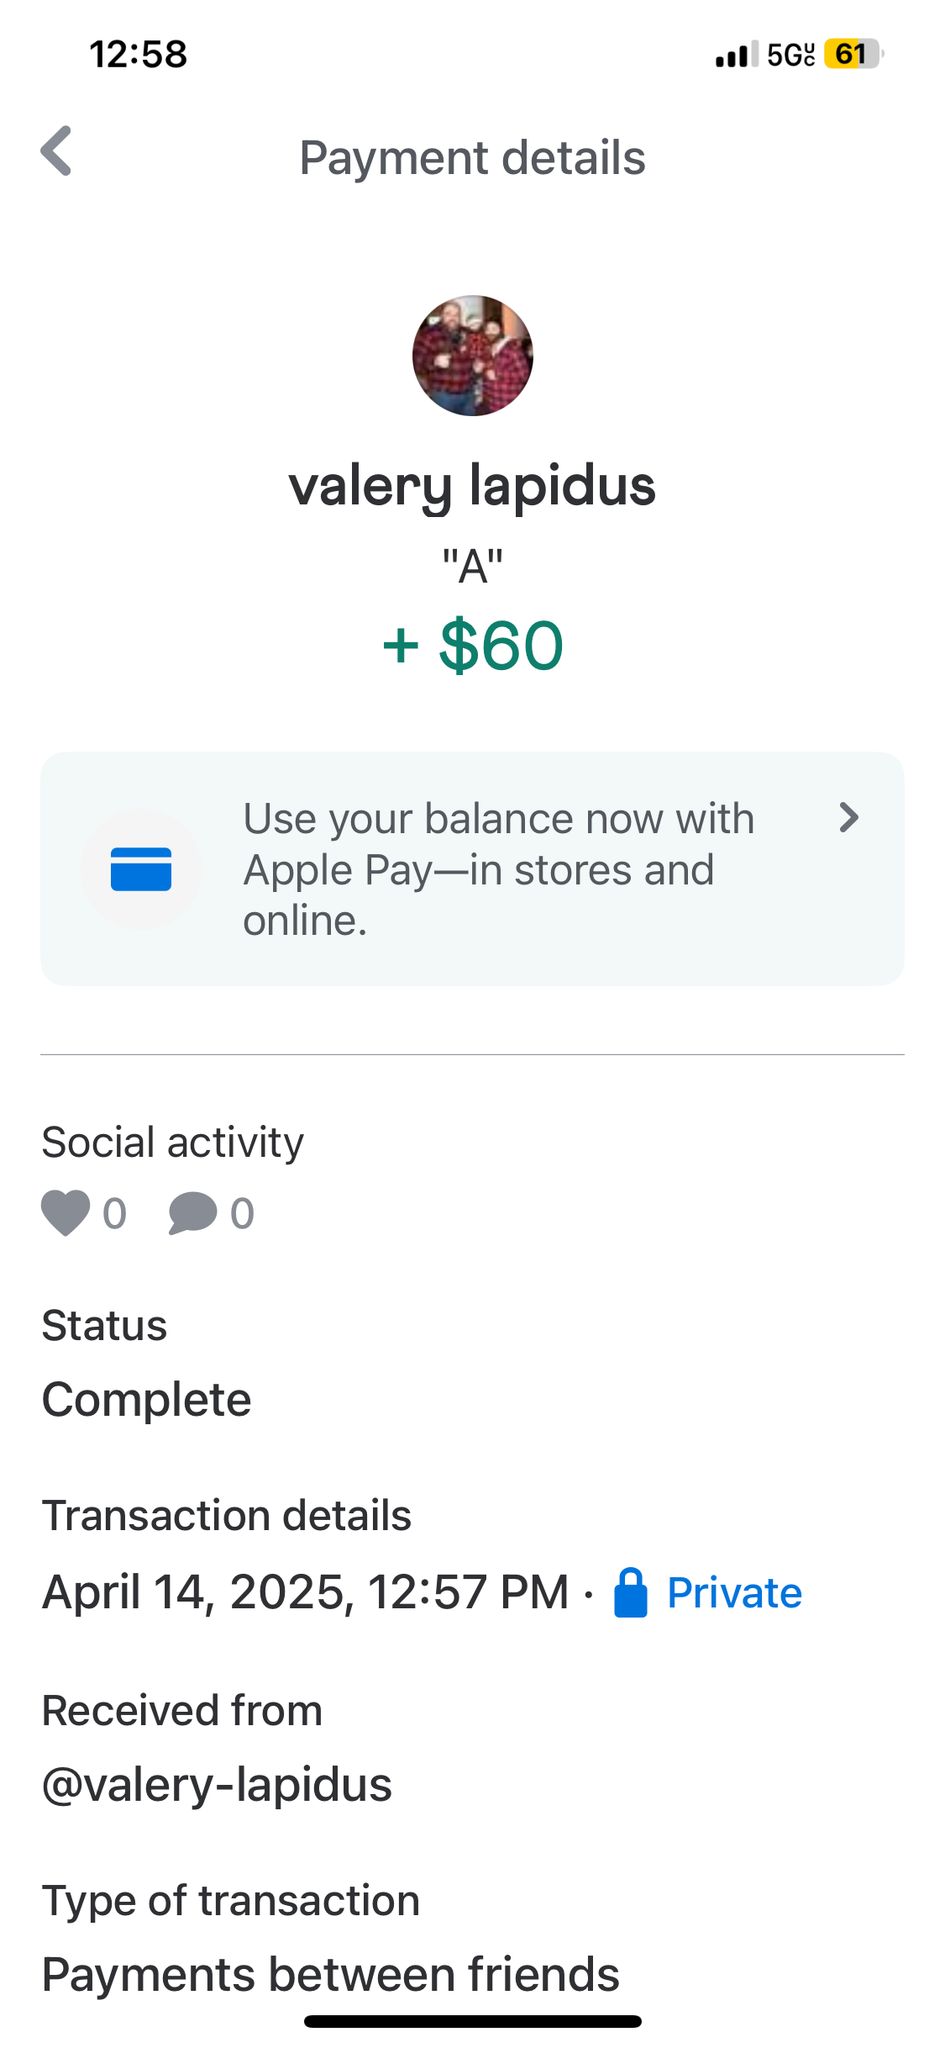 12:58
5GUC 61
Payment details
valery lapidus
"A"
+ $60
Use your balance now with
Apple Pay—in stores and
online.
Social activity
0 0
Status
Complete
Transaction details
April 14, 2025, 12:57 PM · Private
Received from
@valery-lapidus
Type of transaction
Payments between friends